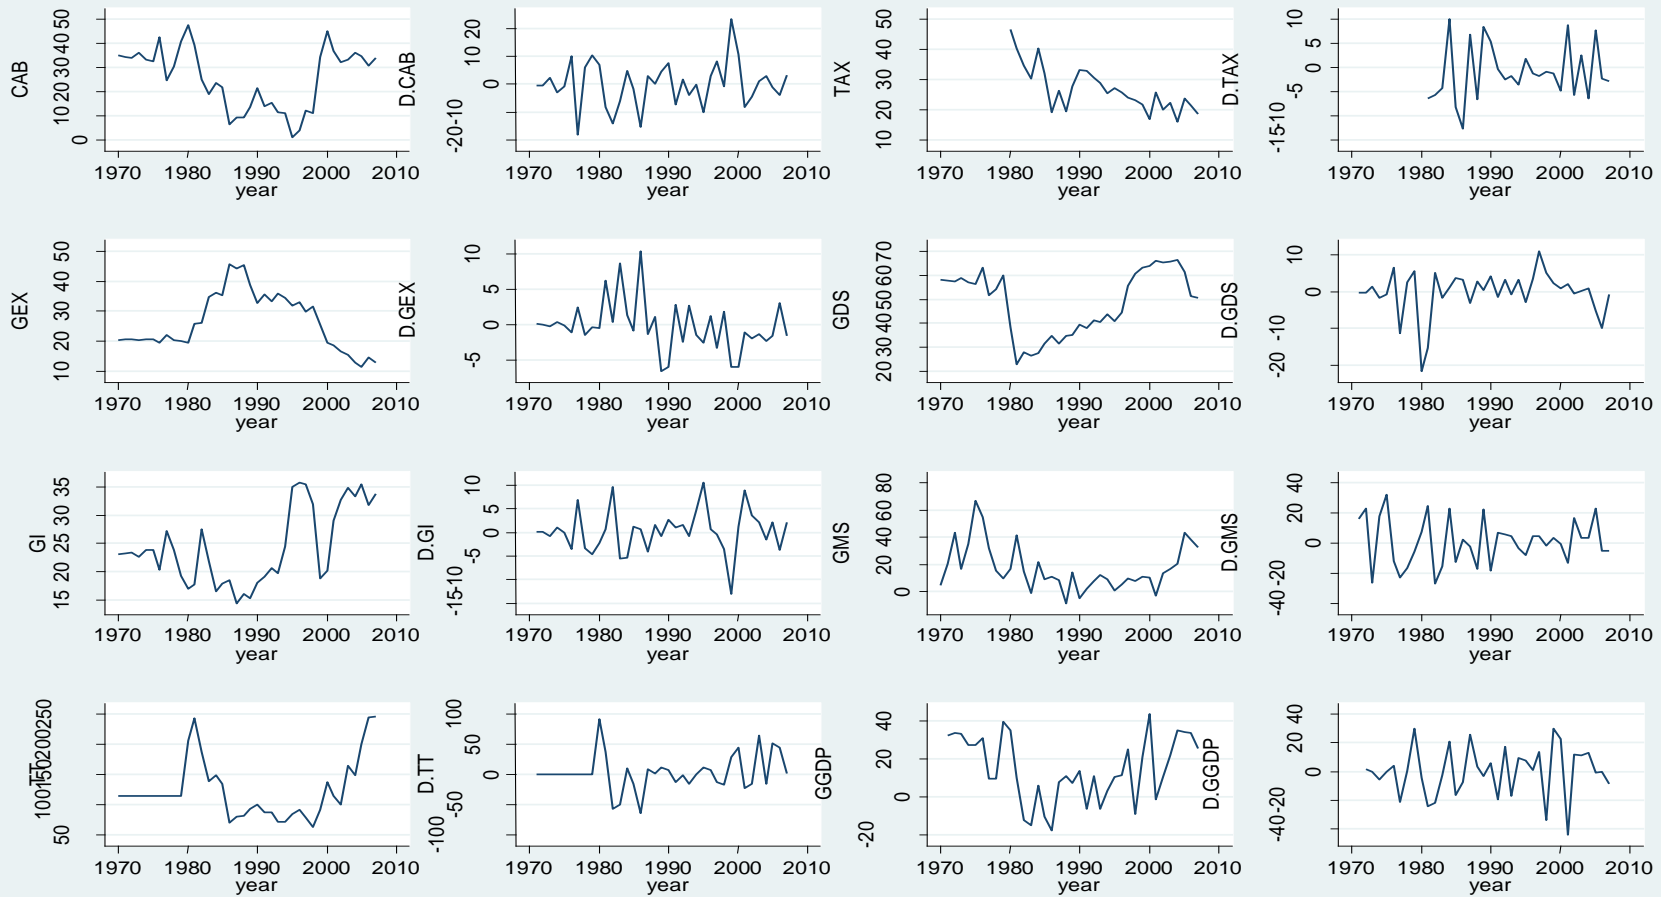 CAB
0 10 20 30 40 50
1970 1980 1990 2000 2010
year
D.CAB
-20 -10 0 10 20
1970 1980 1990 2000 2010
year
TAX
10 20 30 40 50
1970 1980 1990 2000 2010
year
D.TAX
-15 -10 -5 0 5 10
1970 1980 1990 2000 2010
year
GEX
10 20 30 40 50
1970 1980 1990 2000 2010
year
D.GEX
-5 0 5 10
1970 1980 1990 2000 2010
year
GDS
20 30 40 50 60 70
1970 1980 1990 2000 2010
year
D.GDS
-20 -10 0 10
1970 1980 1990 2000 2010
year
GI
15 20 25 30 35
1970 1980 1990 2000 2010
year
D.GI
-15 -10 -5 0 5 10
1970 1980 1990 2000 2010
year
GMS
0 20 40 60 80
1970 1980 1990 2000 2010
year
D.GMS
-40 -20 0 20 40
1970 1980 1990 2000 2010
year
TT
50 100 150 200 250
1970 1980 1990 2000 2010
year
D.TT
-100 -50 0 50 100
1970 1980 1990 2000 2010
year
GGDP
-20 0 20 40
1970 1980 1990 2000 2010
year
D.GGDP
-40 -20 0 20 40
1970 1980 1990 2000 2010
year